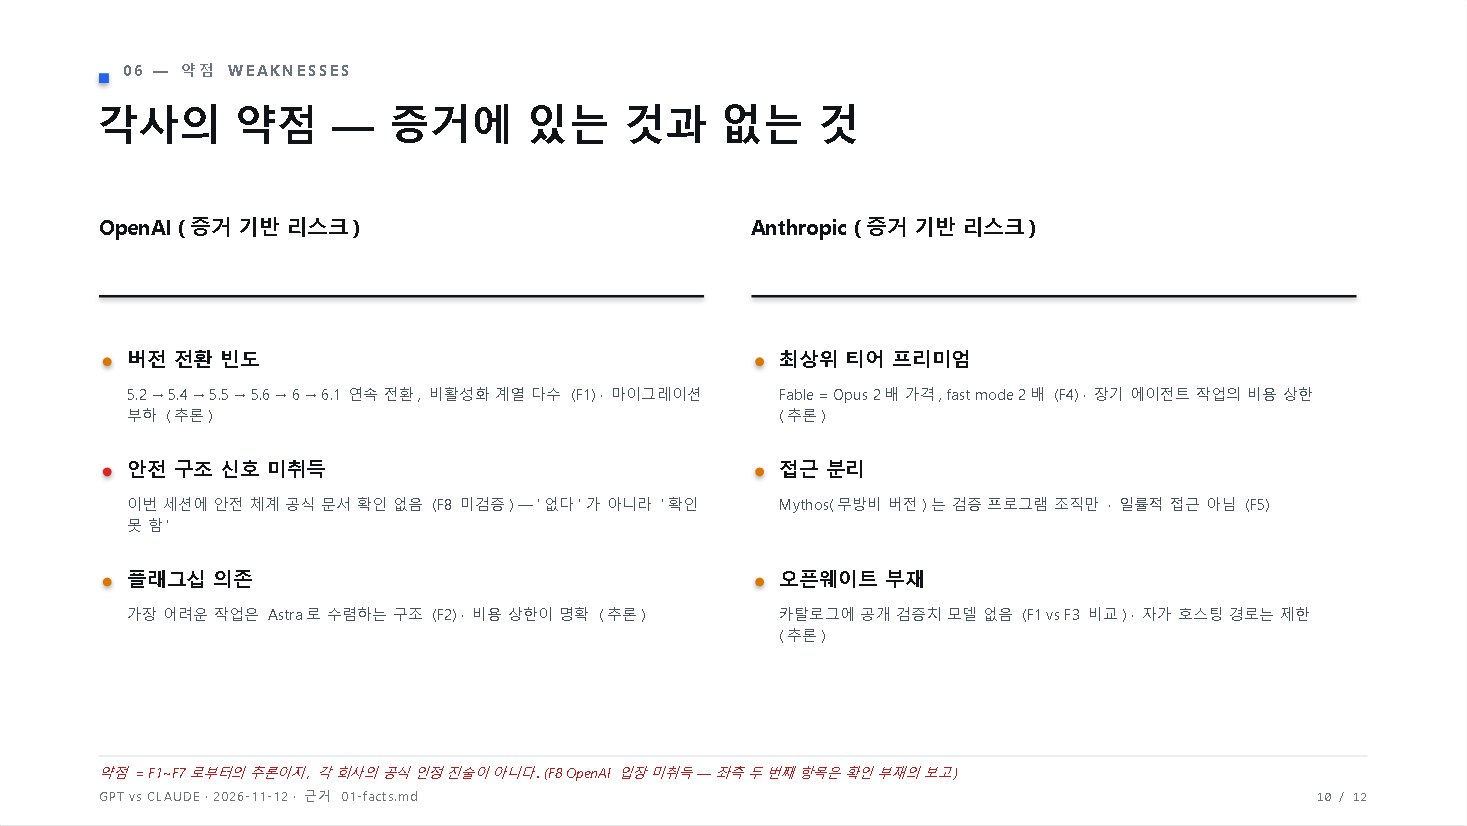 06 — 약점 WEAKNESSES
각사의 약점 — 증거에 있는 것과 없는 것
OpenAI (증거 기반 리스크)
버전 전환 빈도
5.2→5.4→5.5→5.6→6→6.1 연속 전환, 비활성화 계열 다수 (F1)· 마이그레이션
부하 (추론)
안전 구조 신호 미취득
이번 세션에 안전 체계 공식 문서 확인 없음 (F8 미검증) — '없다'가 아니라 '확인
못 함'
플래그십 의존
가장 어려운 작업은 Astra로 수렴하는 구조 (F2)· 비용 상한이 명확 (추론)
Anthropic (증거 기반 리스크)
최상위 티어 프리미엄
Fable = Opus 2배 가격, fast mode 2배 (F4)· 장기 에이전트 작업의 비용 상한
(추론)
접근 분리
Mythos(무방비 버전)는 검증 프로그램 조직만 · 일률적 접근 아님 (F5)
오픈웨이트 부재
카탈로그에 공개 검증치 모델 없음 (F1 vs F3 비교)· 자가 호스팅 경로는 제한
(추론)
약점 = F1~F7 로부터의 추론이지, 각 회사의 공식 인정 진술이 아니다. (F8 OpenAI 입장 미취득 — 좌측 두 번째 항목은 확인 부재의 보고)
GPT vs CLAUDE · 2026-11-12 · 근거 01-facts.md
10 / 12